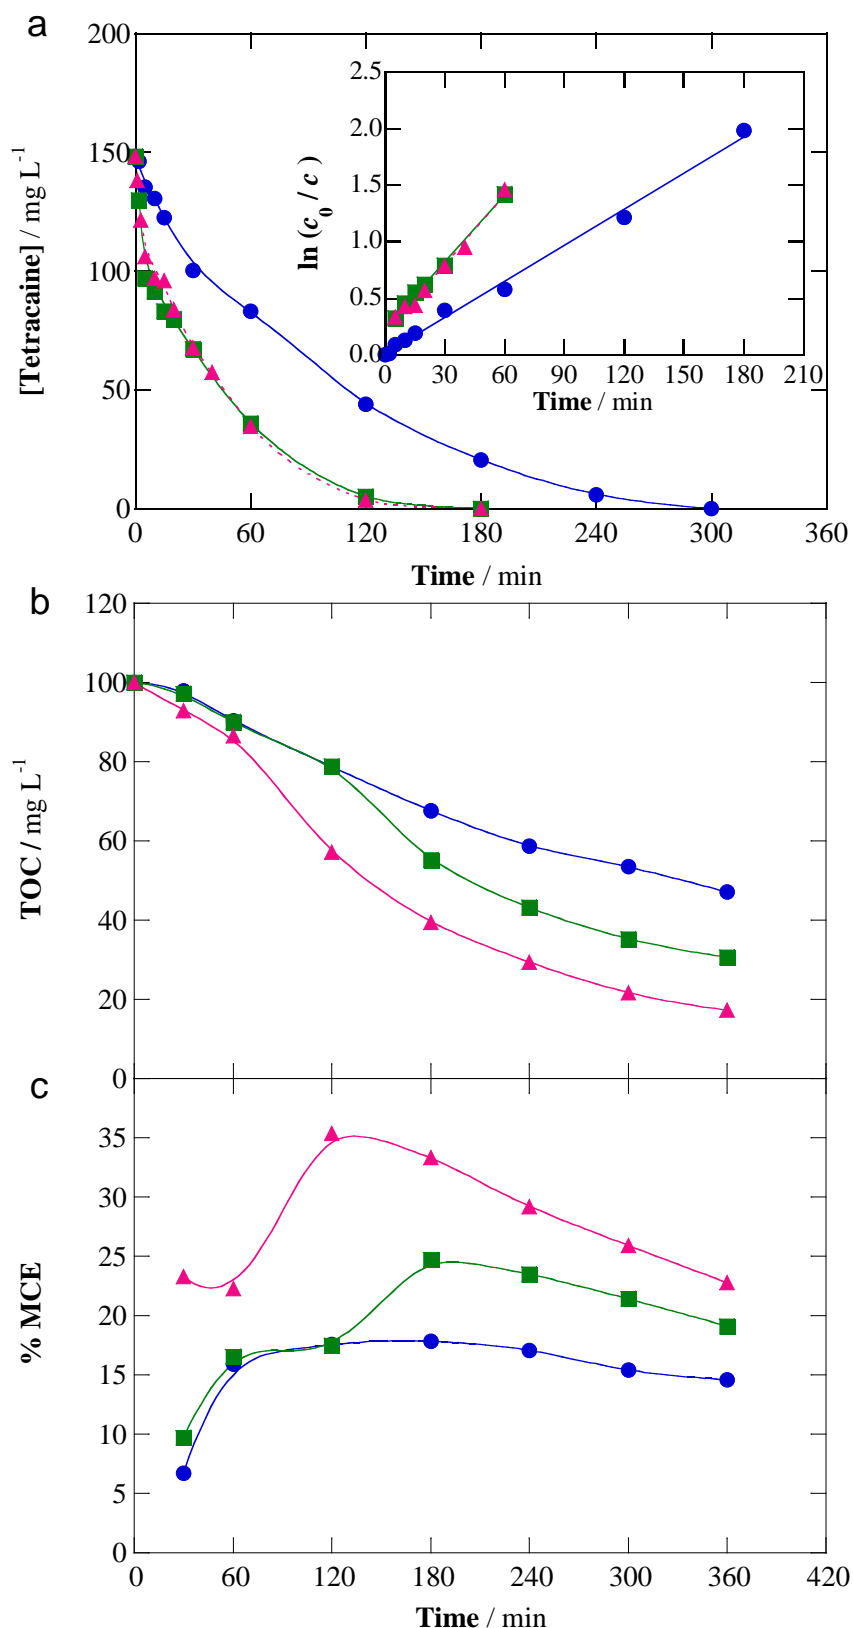 a
200
150
100
50
0
[Tetracaine] / mg L⁻¹
2.5
2.0
1.5
1.0
0.5
0.0
ln (c₀ / c)
0 30 60 90 120 150 180 210
Time / min
0 60 120 180 240 300 360
Time / min
b
120
100
80
60
40
20
0
TOC / mg L⁻¹
c
35
30
25
20
15
10
5
0
% MCE
0 60 120 180 240 300 360 420
Time / min